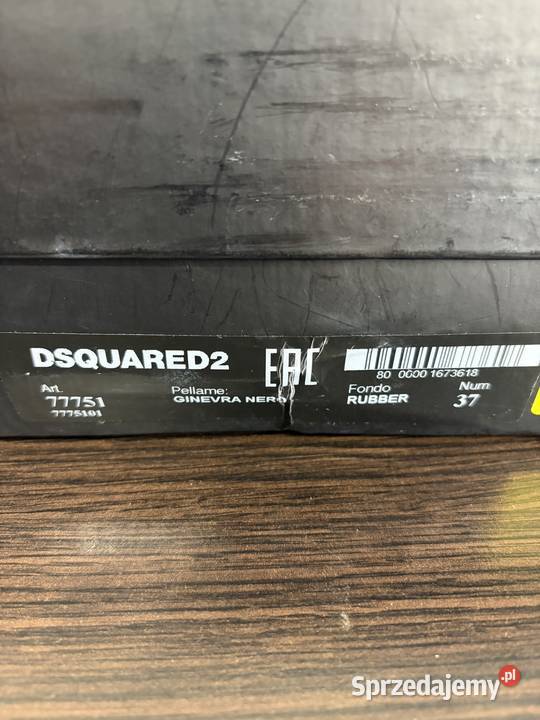 DSQUARED2 EAC
80 0000 1673618
Art. Pellame: Fondo Num
77751 GINEVRA NERO RUBBER 37
7775101
Sprzedajemy.pl